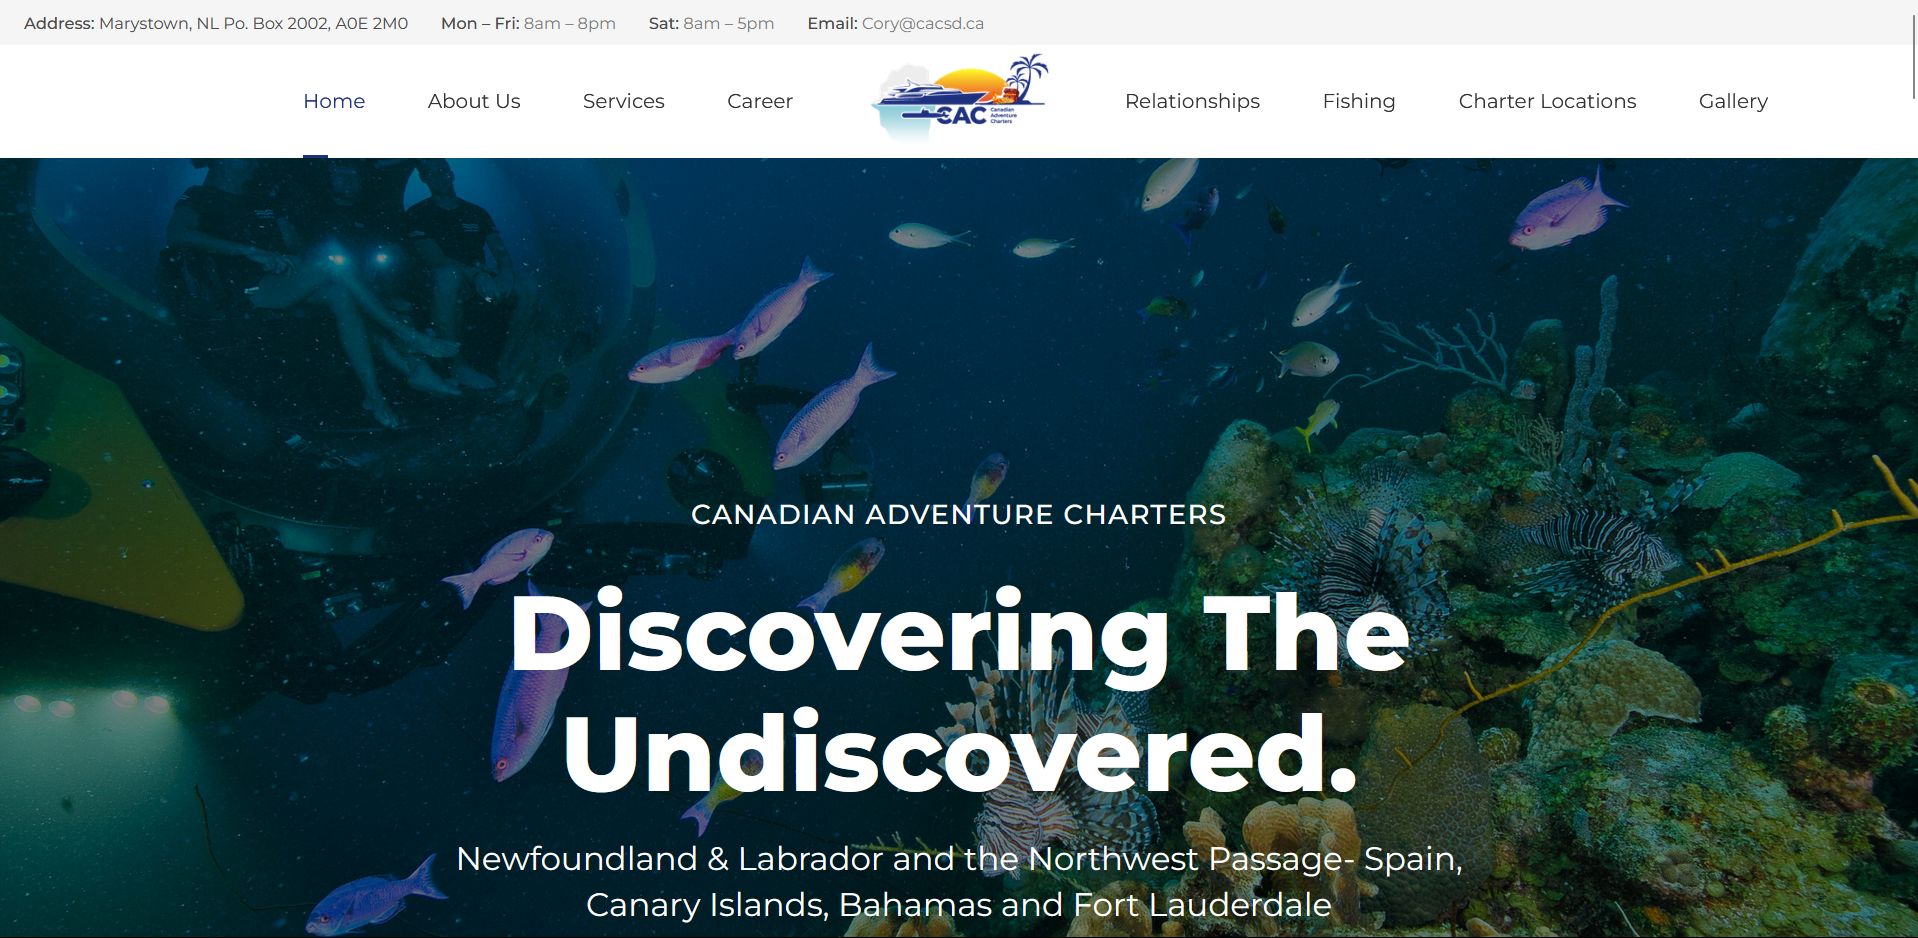 Address: Marystown, NL Po. Box 2002, A0E 2M0 Mon – Fri: 8am – 8pm Sat: 8am – 5pm Email: Cory@cacsd.ca
Home About Us Services Career
CAC
Canadian
Adventure
Charters
Relationships Fishing Charter Locations Gallery
CANADIAN ADVENTURE CHARTERS
Discovering The
Undiscovered.
Newfoundland & Labrador and the Northwest Passage- Spain,
Canary Islands, Bahamas and Fort Lauderdale